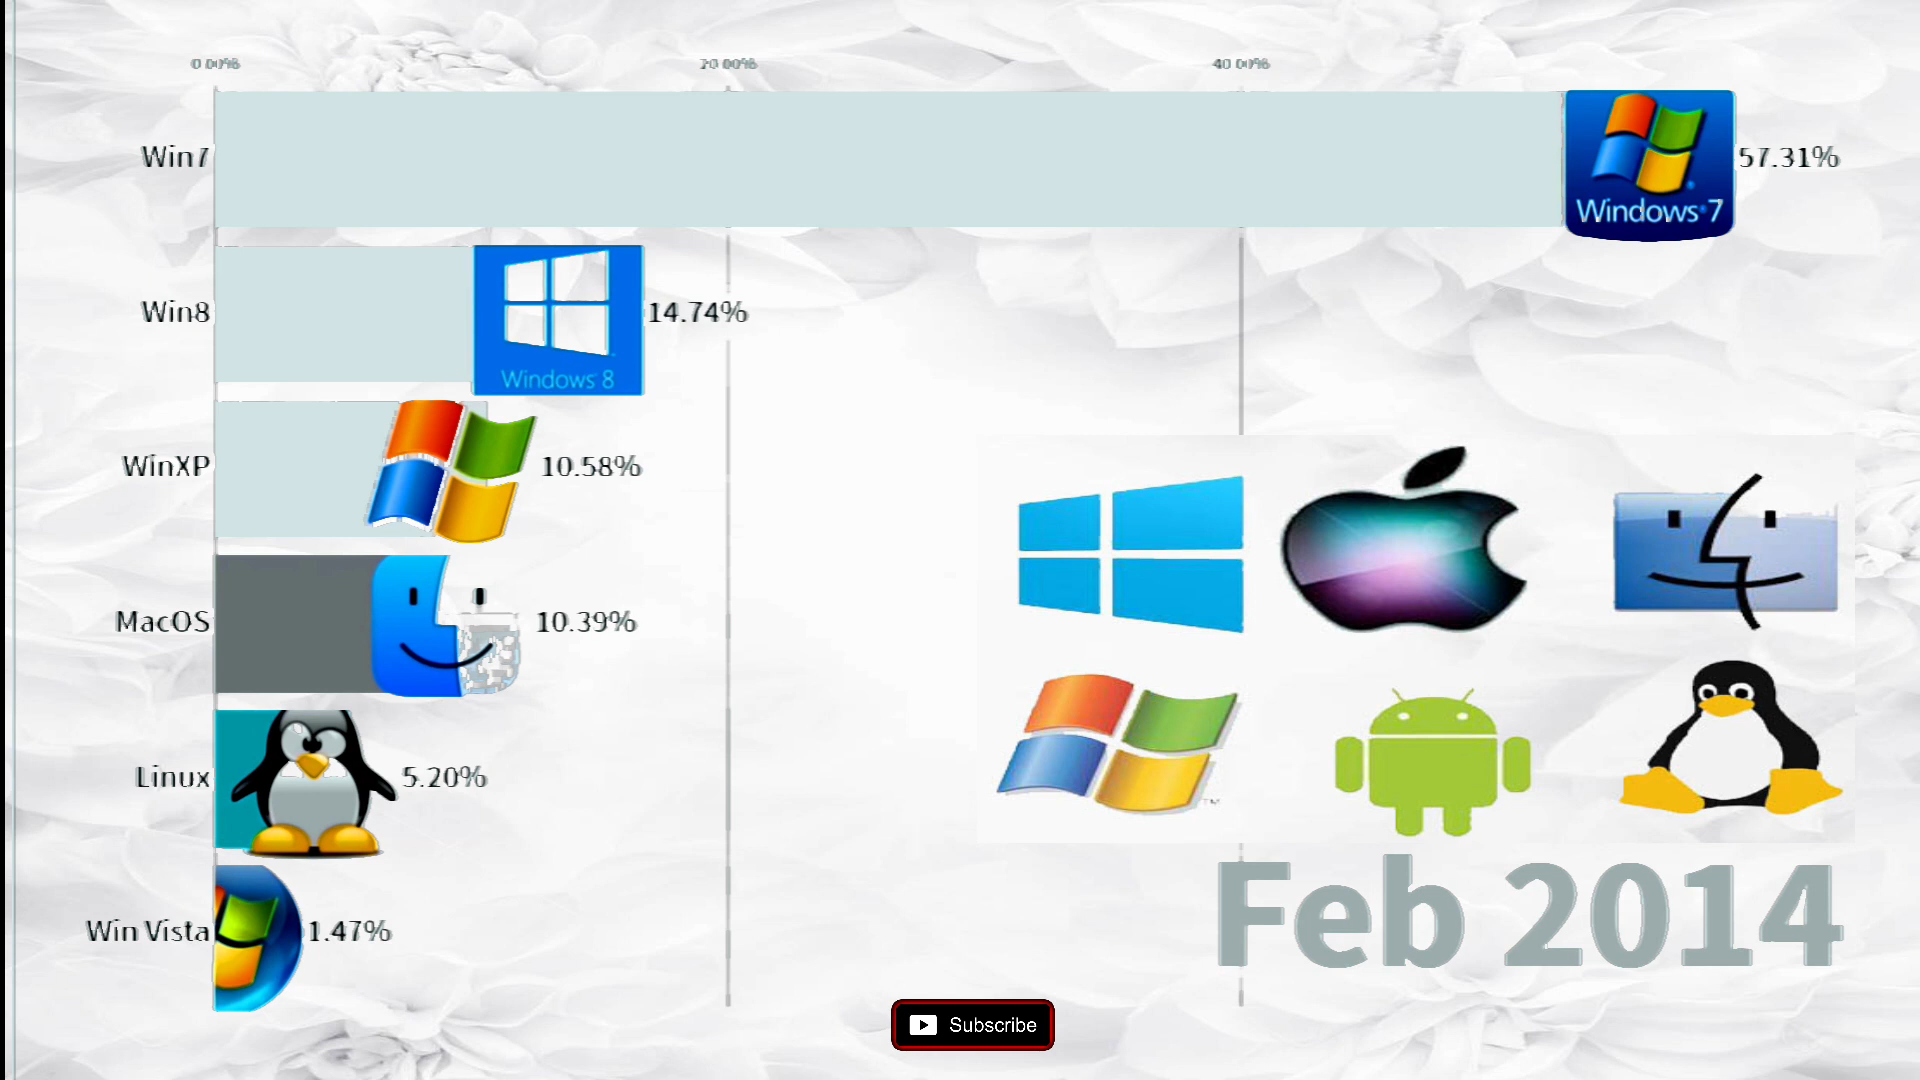 0.00% 20.00% 40.00%
Win7 Windows 7 57.31%
Win8 14.74%
Windows 8
WinXP 10.58%
MacOS 10.39%
TM
Linux 5.20%
Win Vista 1.47%
Feb 2014
Subscribe